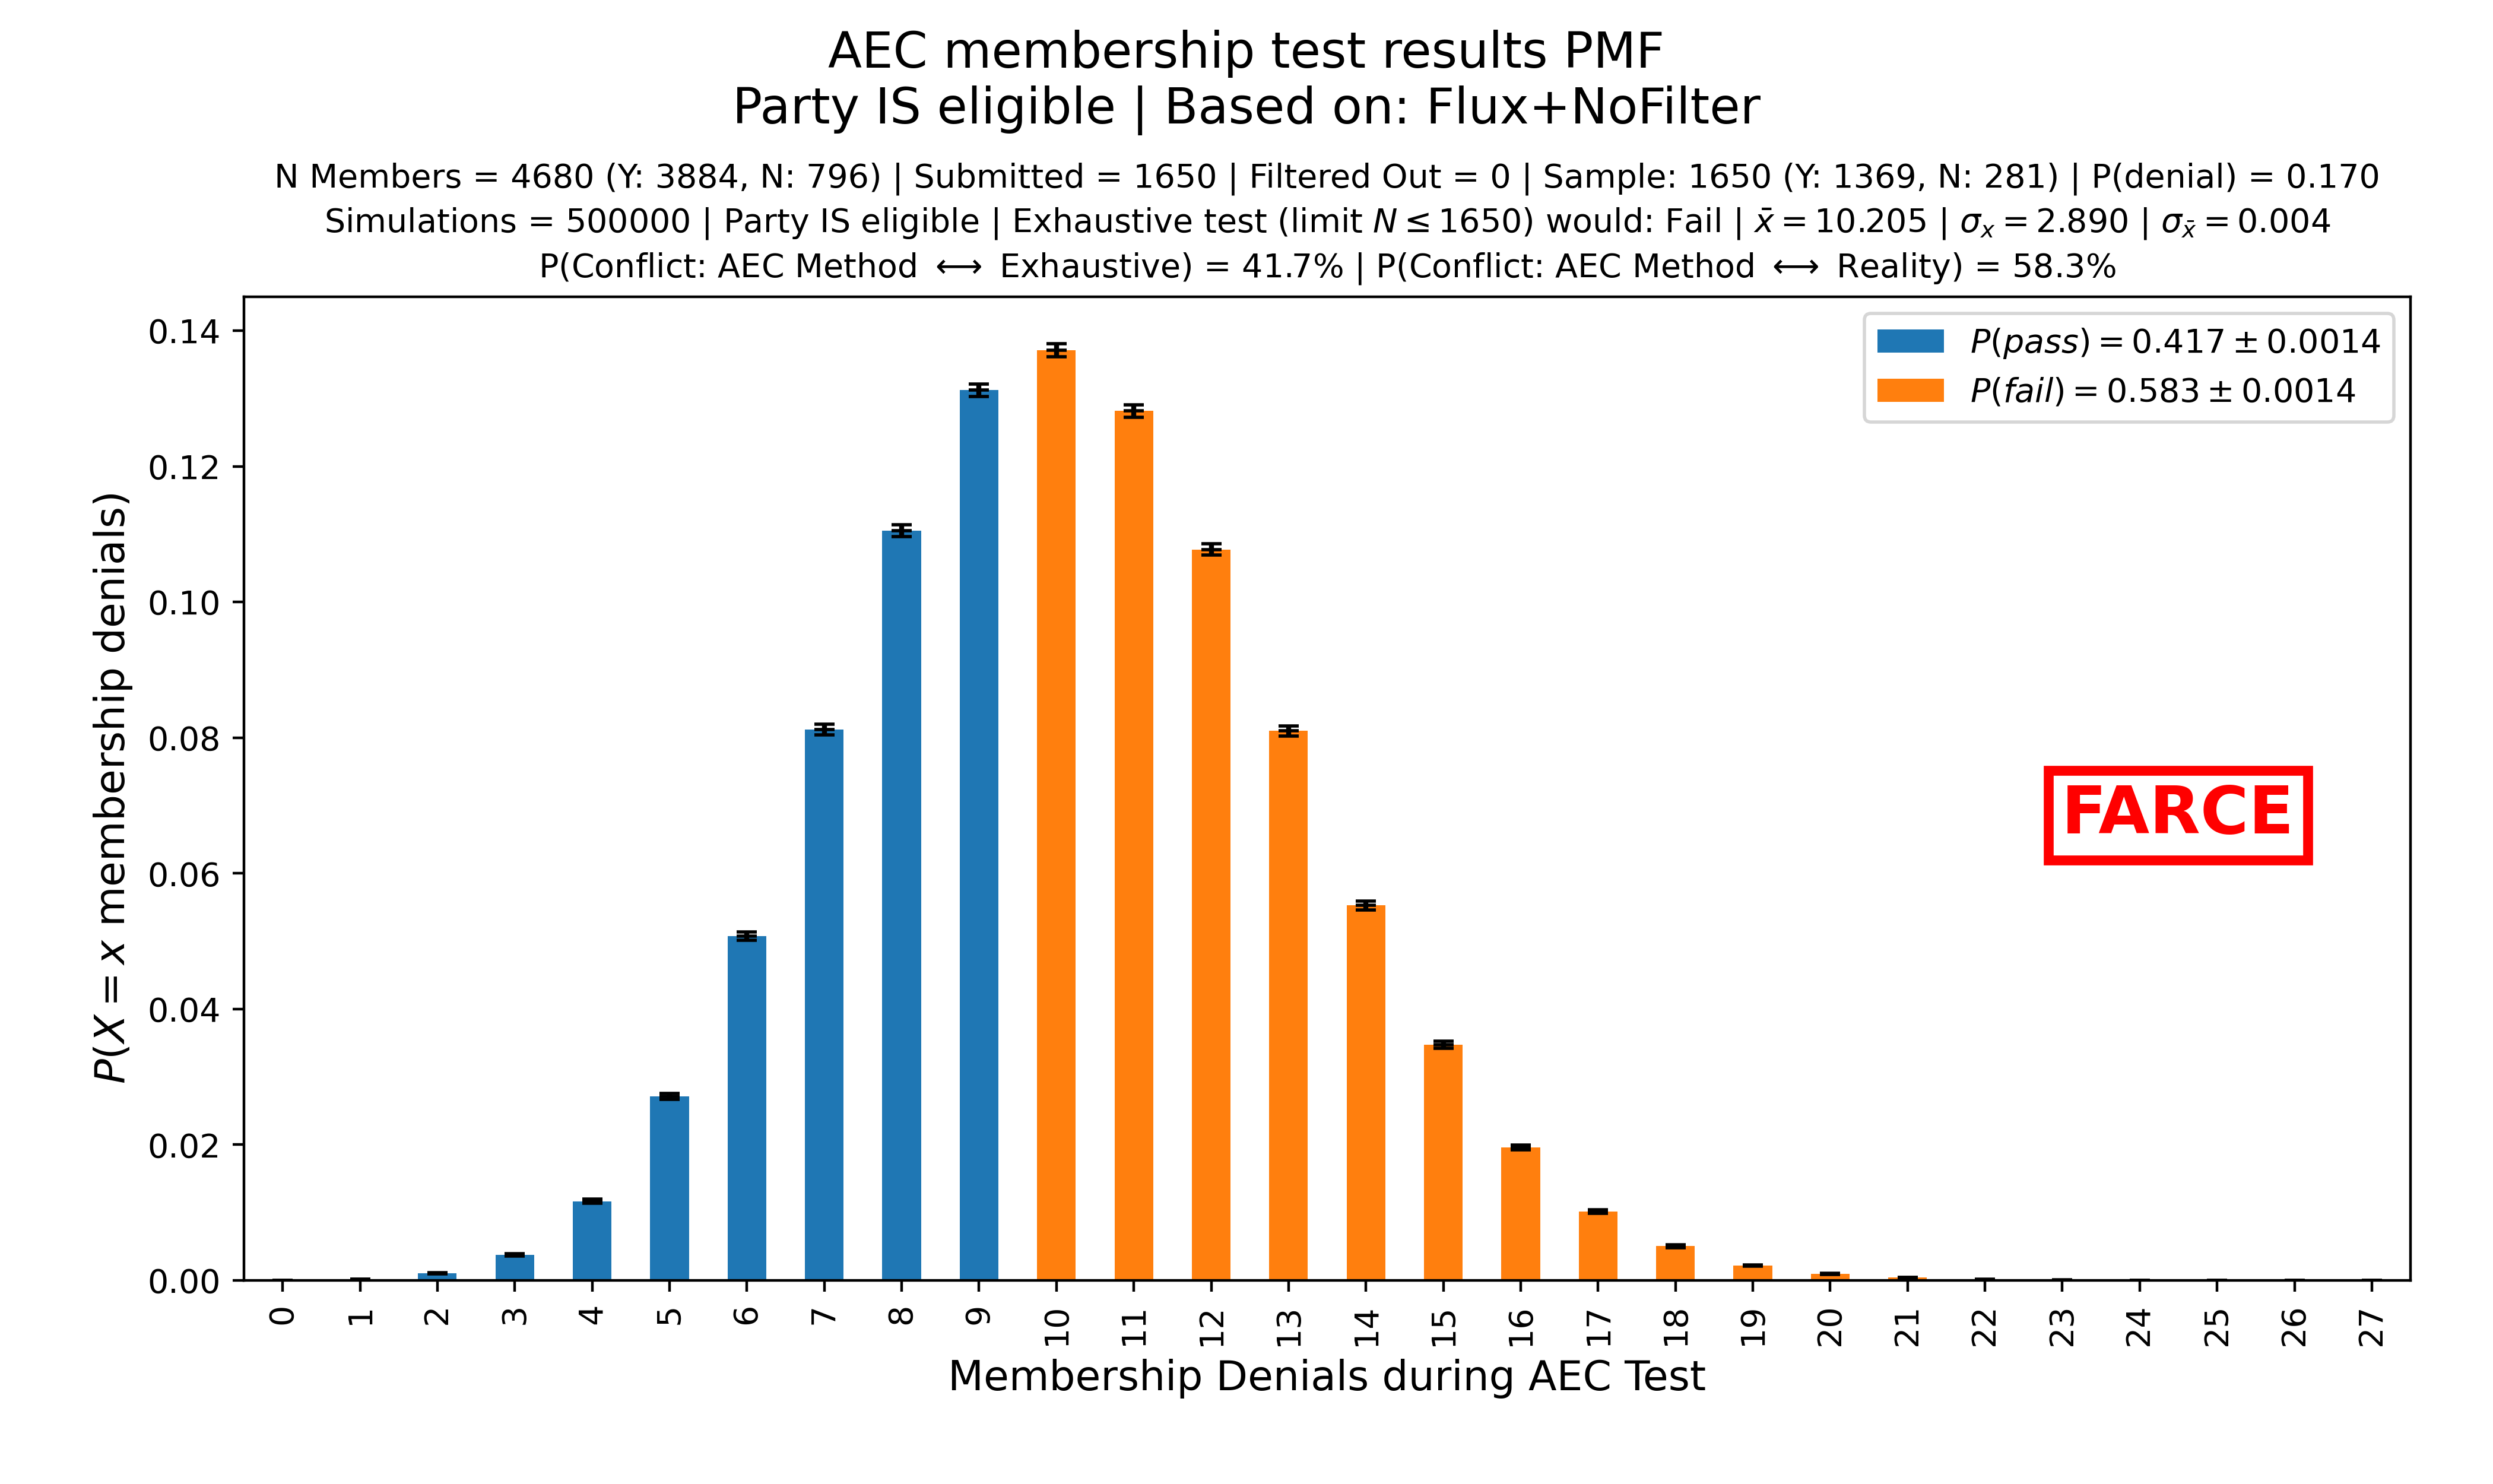 AEC membership test results PMF
Party IS eligible | Based on: Flux+NoFilter
N Members = 4680 (Y: 3884, N: 796) | Submitted = 1650 | Filtered Out = 0 | Sample: 1650 (Y: 1369, N: 281) | P(denial) = 0.170
Simulations = 500000 | Party IS eligible | Exhaustive test (limit N ≤ 1650) would: Fail | x̄ = 10.205 | σₓ = 2.890 | σ_x̄ = 0.004
P(Conflict: AEC Method ⟷ Exhaustive) = 41.7% | P(Conflict: AEC Method ⟷ Reality) = 58.3%
P(pass) = 0.417 ± 0.0014
P(fail) = 0.583 ± 0.0014
FARCE
P(X = x membership denials)
0.14
0.12
0.10
0.08
0.06
0.04
0.02
0.00
0 1 2 3 4 5 6 7 8 9 10 11 12 13 14 15 16 17 18 19 20 21 22 23 24 25 26 27
Membership Denials during AEC Test